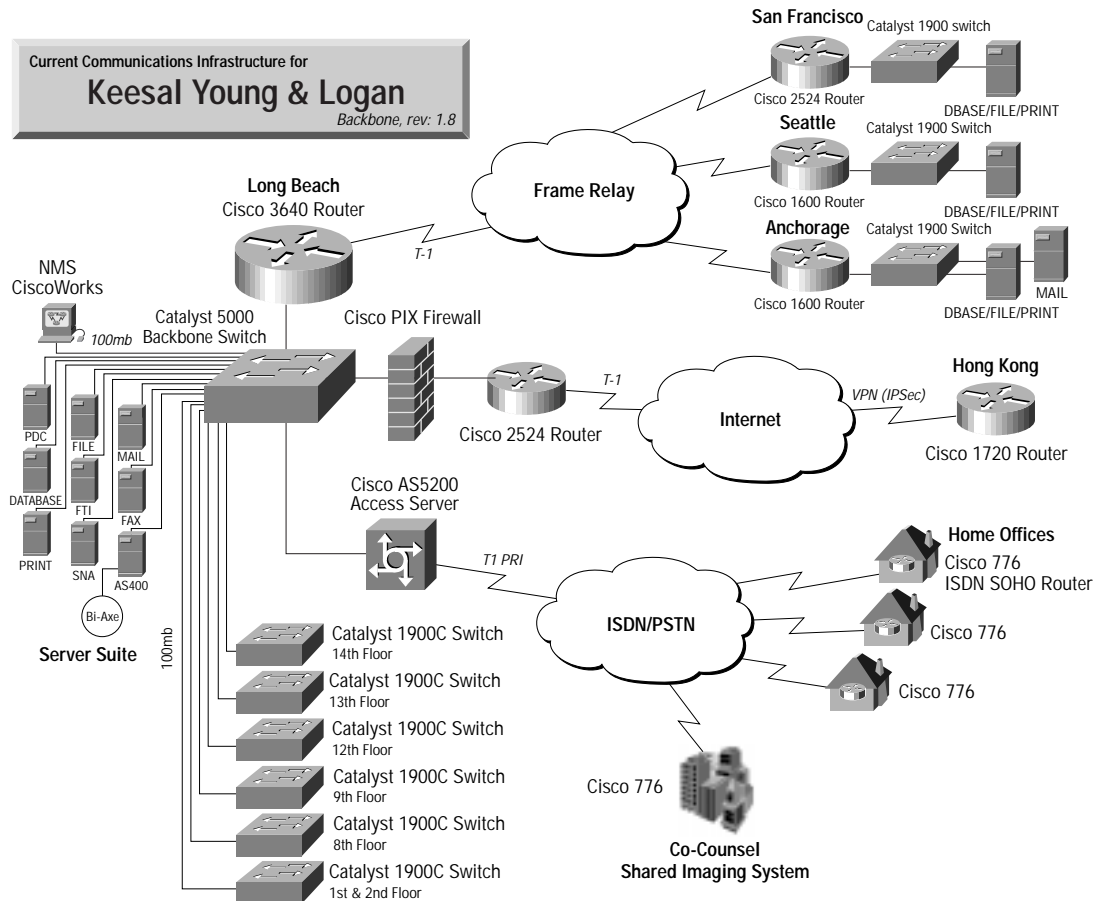 Current Communications Infrastructure for
Keesal Young & Logan
Backbone, rev: 1.8
San Francisco
Catalyst 1900 switch
Cisco 2524 Router
DBASE/FILE/PRINT
Seattle
Catalyst 1900 Switch
Cisco 1600 Router
DBASE/FILE/PRINT
Anchorage
Catalyst 1900 Switch
Cisco 1600 Router
MAIL
DBASE/FILE/PRINT
Frame Relay
Long Beach
Cisco 3640 Router
T-1
NMS
CiscoWorks
100mb
Catalyst 5000
Backbone Switch
Cisco PIX Firewall
Cisco 2524 Router
T-1
Internet
VPN (IPSec)
Hong Kong
Cisco 1720 Router
PDC
FILE
MAIL
DATABASE
FTI
FAX
PRINT
SNA
AS400
Bi-Axe
Server Suite
100mb
Cisco AS5200
Access Server
T1 PRI
ISDN/PSTN
Home Offices
Cisco 776
ISDN SOHO Router
Cisco 776
Cisco 776
Catalyst 1900C Switch
14th Floor
Catalyst 1900C Switch
13th Floor
Catalyst 1900C Switch
12th Floor
Catalyst 1900C Switch
9th Floor
Catalyst 1900C Switch
8th Floor
Catalyst 1900C Switch
1st & 2nd Floor
Cisco 776
Co-Counsel
Shared Imaging System